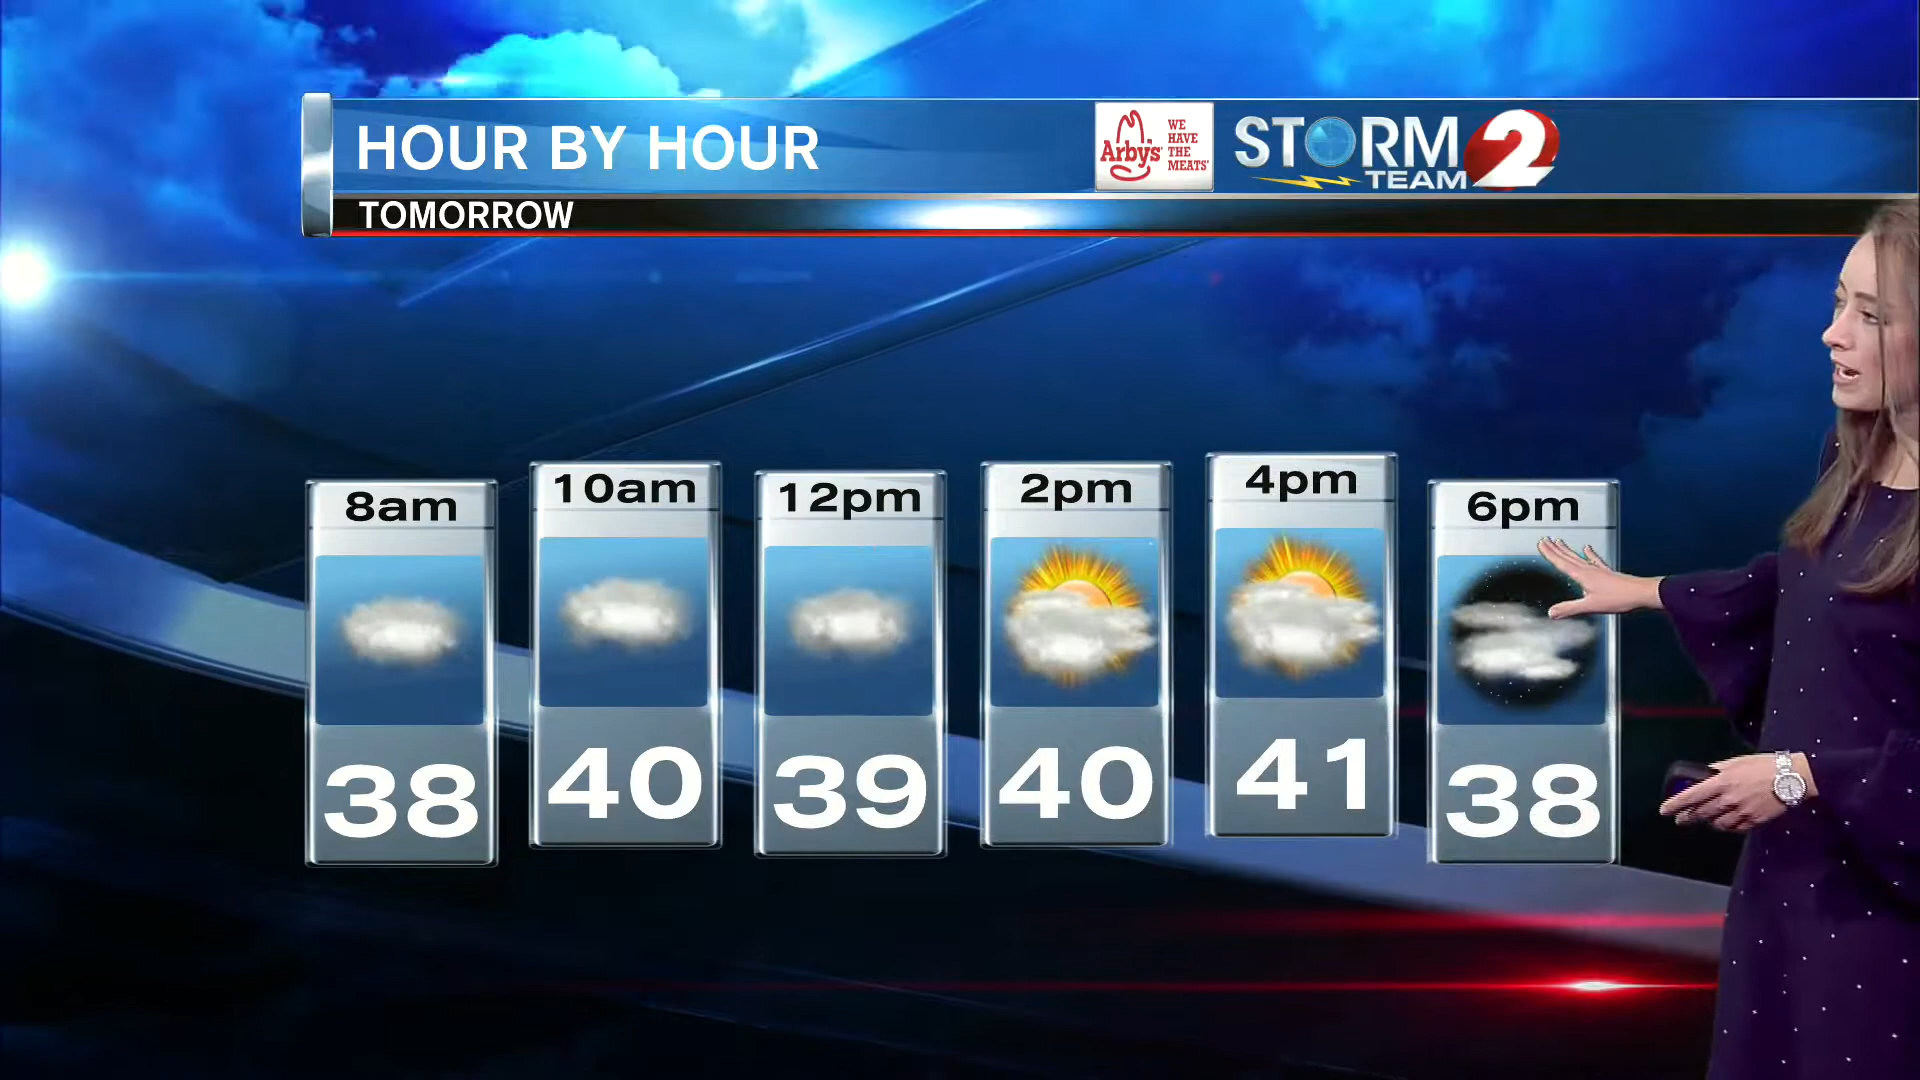 HOUR BY HOUR
Arby's
WE
HAVE
THE
MEATS
STORM
TEAM 2
TOMORROW
8am
10am
12pm
2pm
4pm
6pm
38
40
39
40
41
38